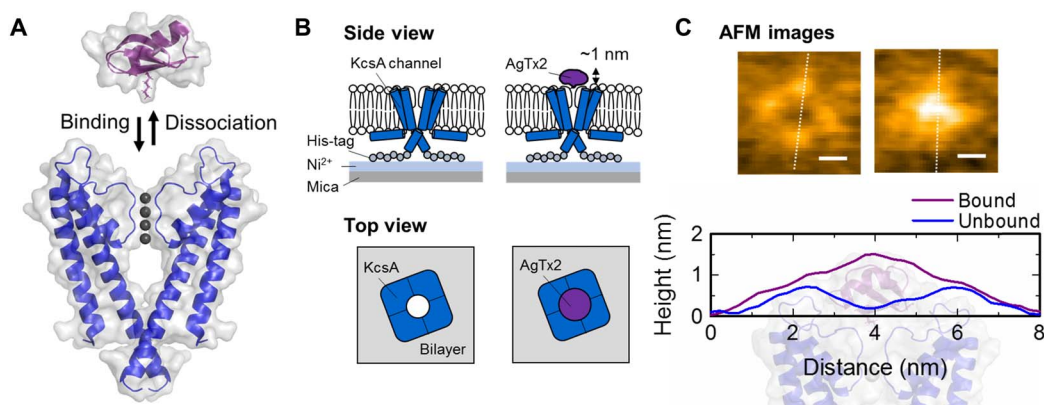 A
Binding
Dissociation
B
Side view
KcsA channel
AgTx2
~1 nm
His-tag
Ni²⁺
Mica
Top view
KcsA
Bilayer
AgTx2
C
AFM images
Bound
Unbound
Height (nm)
2
1
0
0
2
4
6
8
Distance (nm)